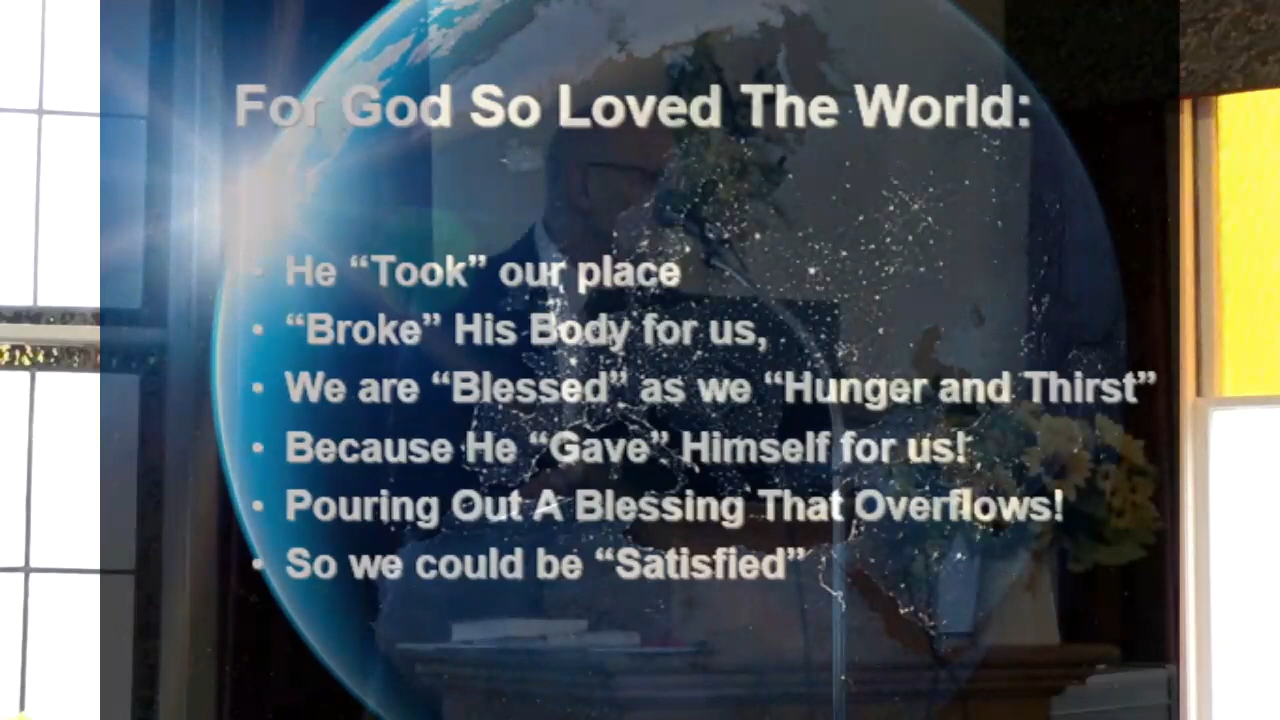 For God So Loved The World:
• He “Took” our place
• “Broke” His Body for us,
• We are “Blessed” as we “Hunger and Thirst”
• Because He “Gave” Himself for us!
• Pouring Out A Blessing That Overflows!
• So we could be “Satisfied”